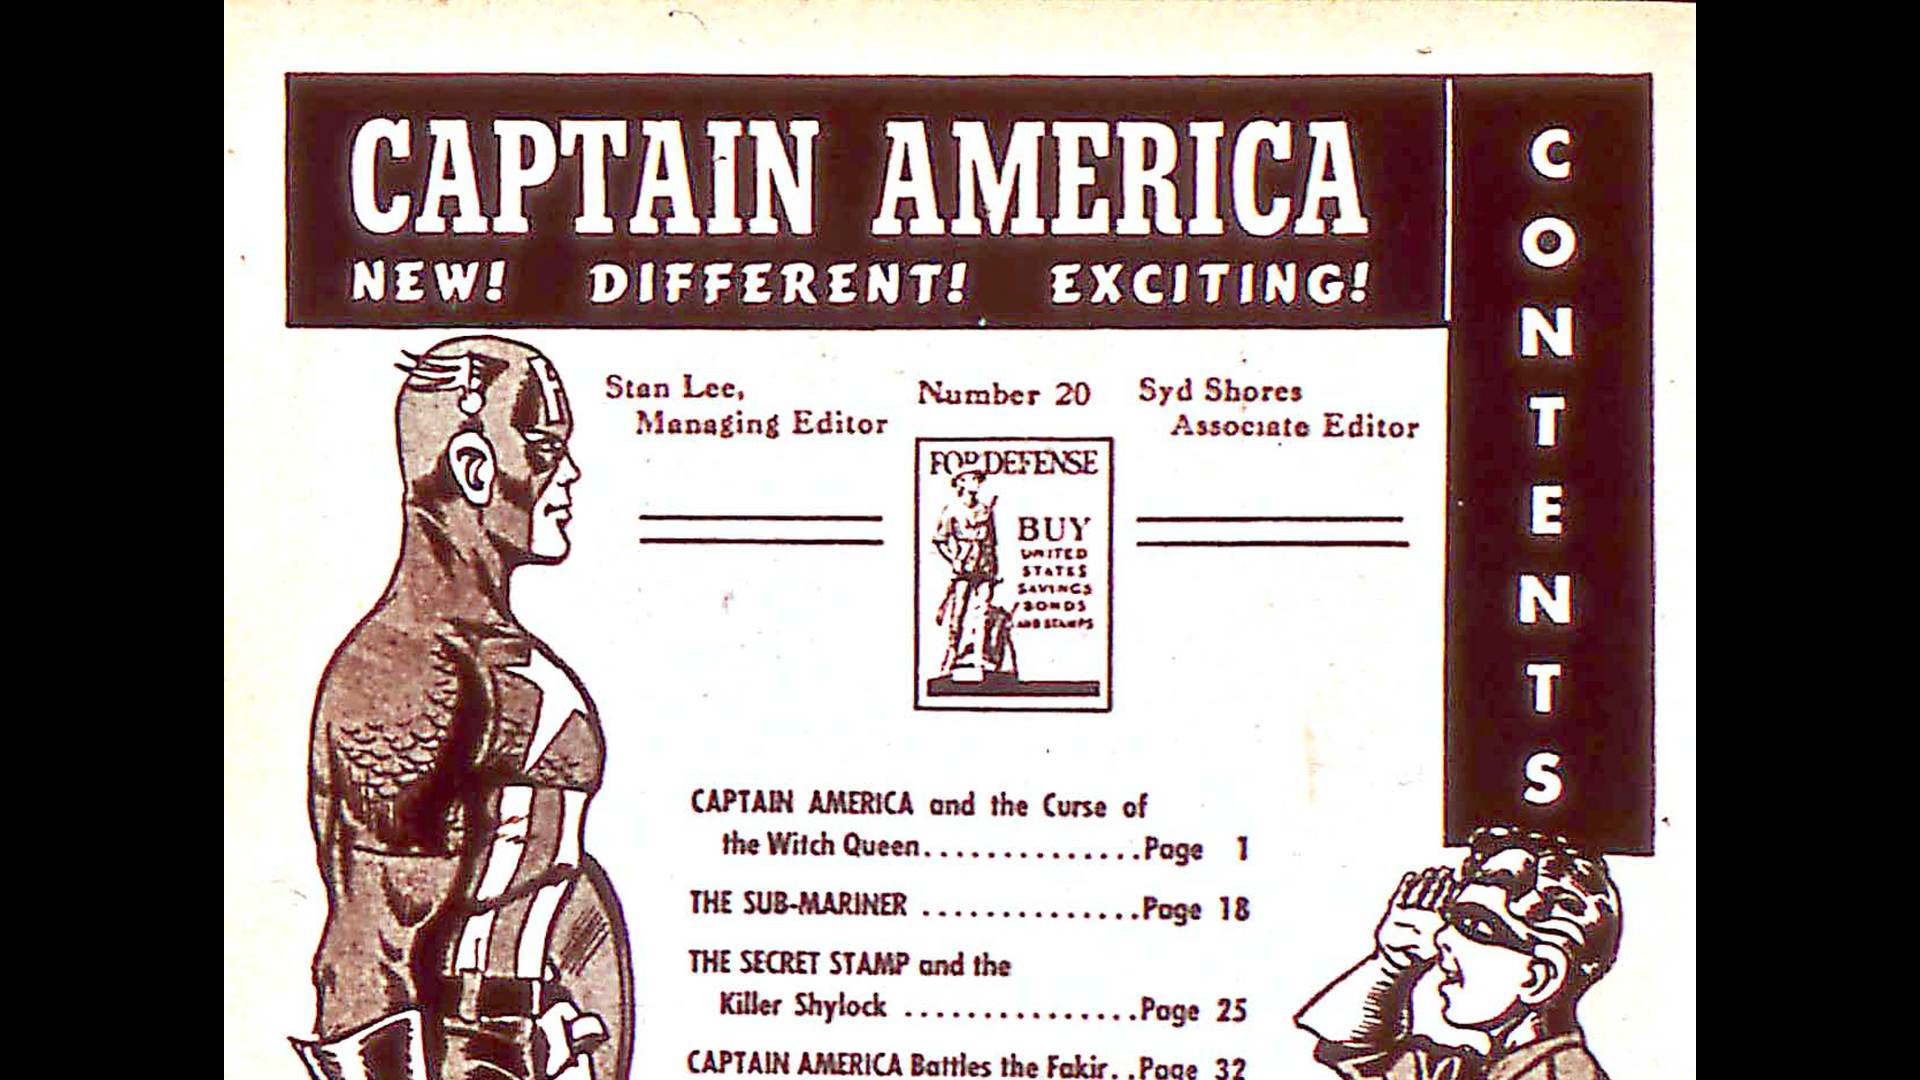 CAPTAIN AMERICA
NEW! DIFFERENT! EXCITING!
CONTENTS
Stan Lee,
Managing Editor
Number 20
Syd Shores
Associate Editor
FOR DEFENSE
BUY
UNITED
STATES
SAVINGS
BONDS
AND STAMPS
CAPTAIN AMERICA and the Curse of
the Witch Queen..............Page 1
THE SUB-MARINER ..............Page 18
THE SECRET STAMP and the
Killer Shylock ...............Page 25
CAPTAIN AMERICA Battles the Fakir..Page 32